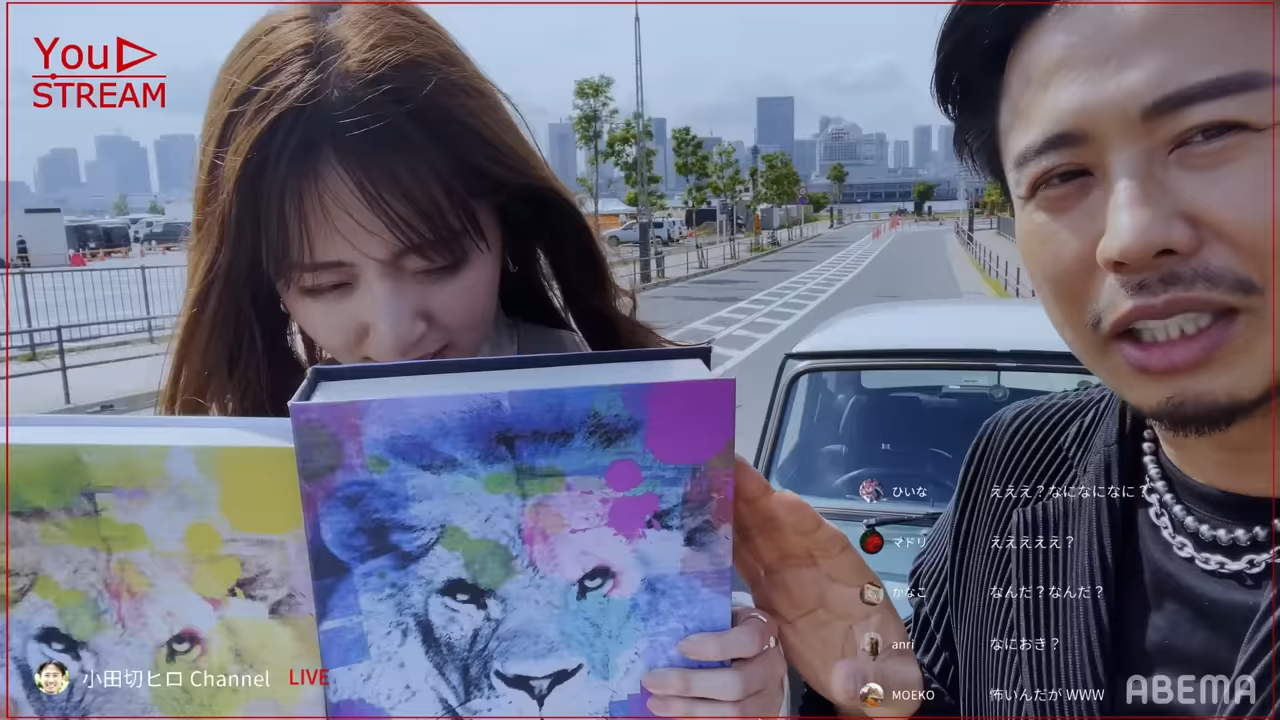 You
STREAM
ひいな えええ?なになになに?
マドリ えええええ?
かなこ なんだ?なんだ?
anri なにおき?
MOEKO 怖いんだが WWW
小田切ヒロ Channel LIVE
ABEMA